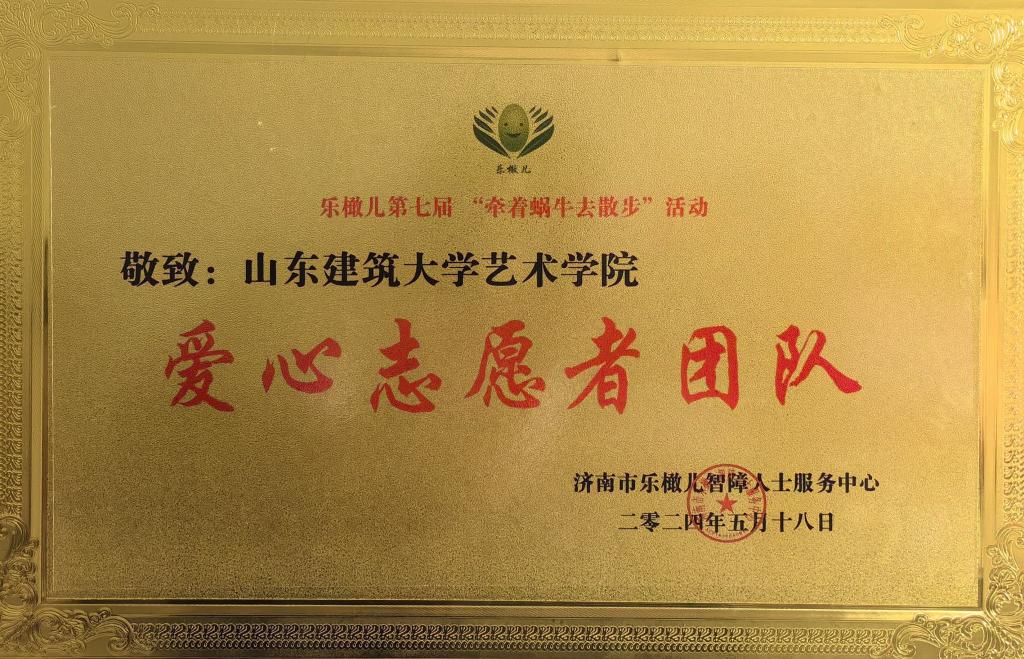 乐橄儿
乐橄儿第七届 “牵着蜗牛去散步”活动
敬致：山东建筑大学艺术学院
爱心志愿者团队
济南市乐橄儿智障人士服务中心
二零二四年五月十八日